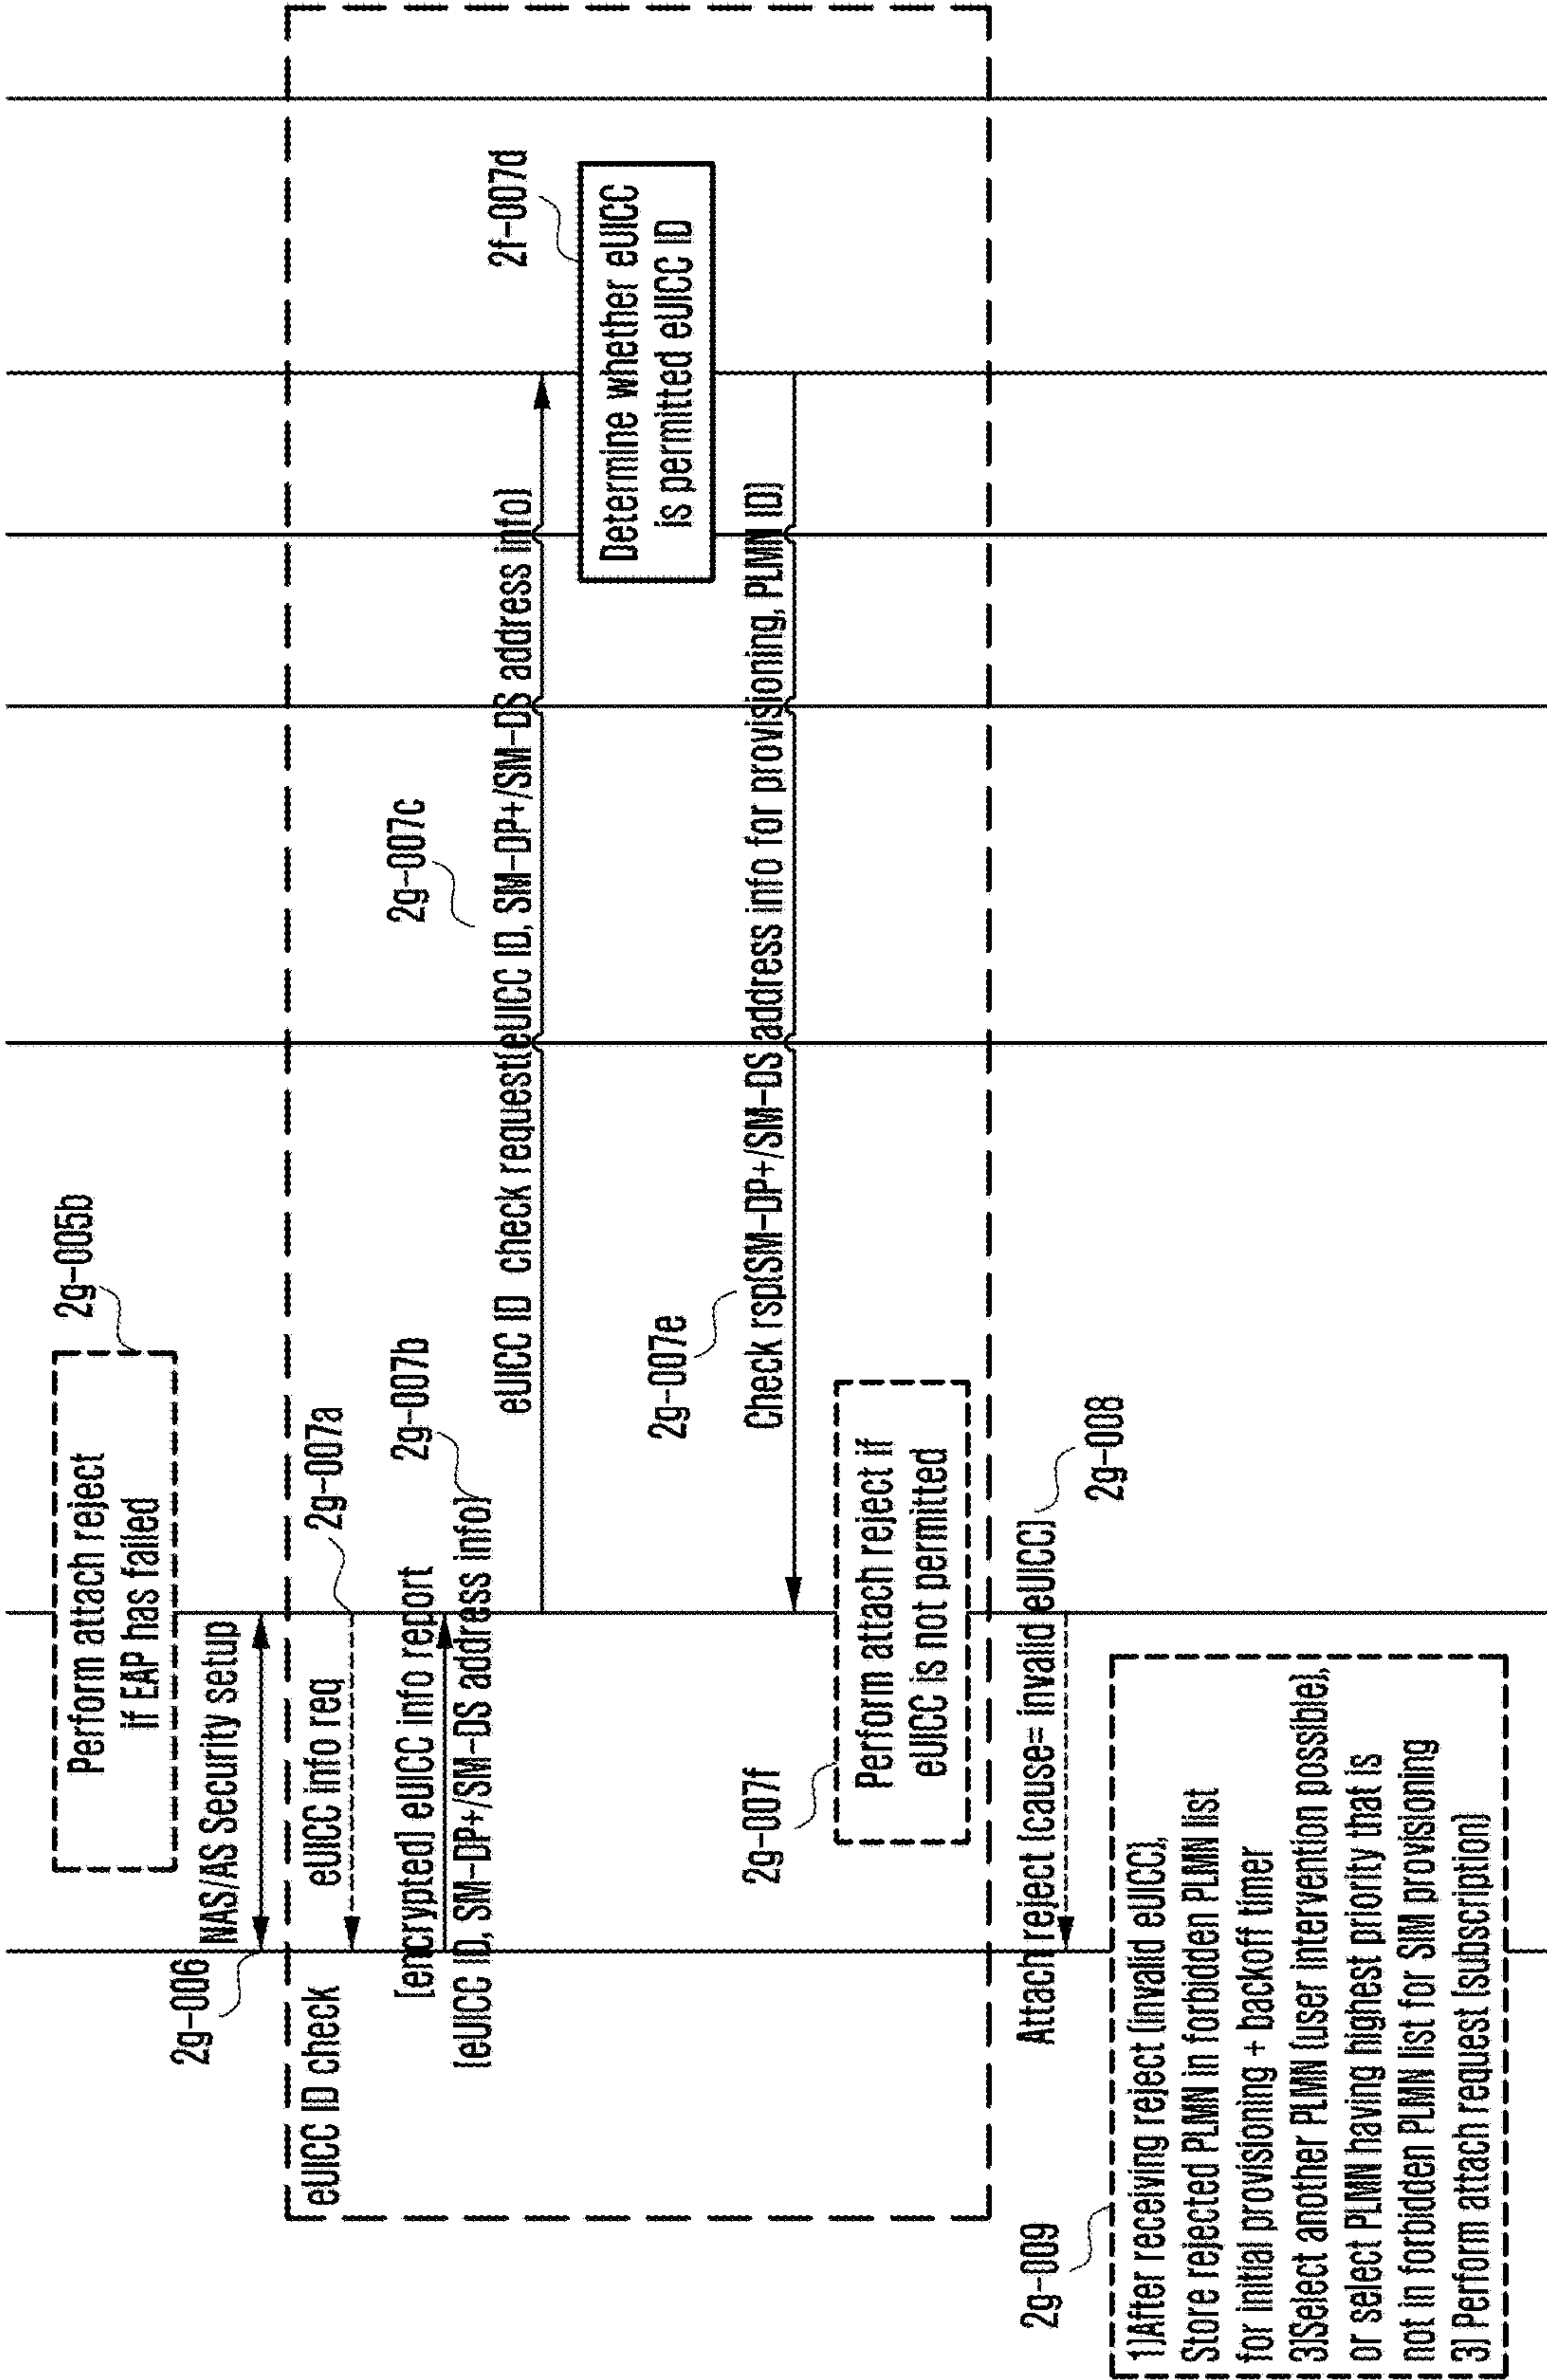 2g-005b
Perform attach reject
if EAP has failed
2g-006
NAS/AS Security setup
eUICC ID check
eUICC info req
2g-007a
(encrypted) eUICC info report
2g-007b
(eUICC ID, SM-DP+/SM-DS address info)
2g-007c
eUICC ID check request(eUICC ID, SM-DP+/SM-DS address info)
2f-007d
Determine whether eUICC
is permitted eUICC ID
2g-007e
Check rsp(SM-DP+/SM-DS address info for provisioning, PLMN ID)
2g-007f
Perform attach reject if
eUICC is not permitted
Attach reject (cause= invalid eUICC)
2g-008
2g-009
1)After receiving reject (invalid eUICC),
Store rejected PLMN in forbidden PLMN list
for initial provisioning + backoff timer
3)Select another PLMN (user intervention possible),
or select PLMN having highest priority that is
not in forbidden PLMN list for SIM provisioning
3) Perform attach request (subscription)